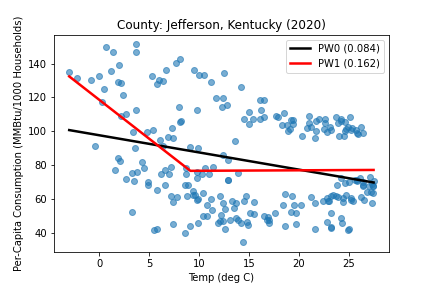 County: Jefferson, Kentucky (2020)
PW0 (0.084)
PW1 (0.162)
Per-Capita Consumption (MMBtu/1000 Households)
140
120
100
80
60
40
0 5 10 15 20 25
Temp (deg C)